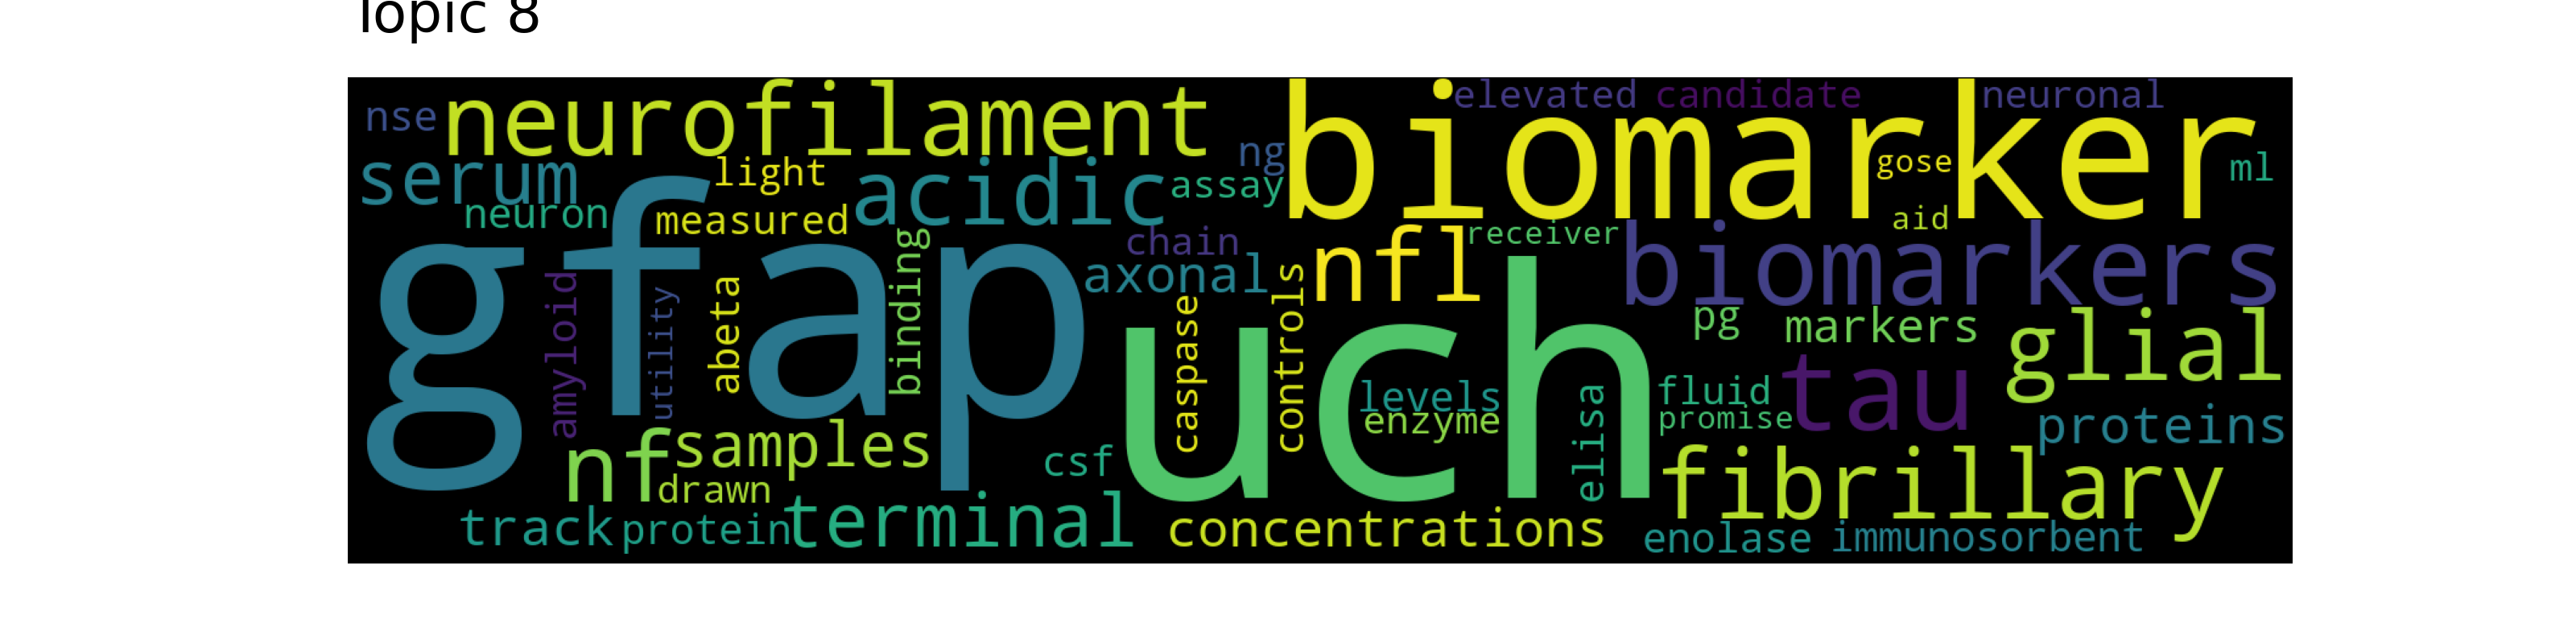 Topic 8
nse neurofilament biomarker elevated candidate neuronal
serum light acidic ng assay gose ml
neuron measured aid
gfap binding chain axonal nfl receiver biomarkers
amyloid utility abeta caspase controls uch pg markers glial
levels enzyme elisa fluid promise tau proteins
nf samples drawn csf fibrillary
track protein terminal concentrations enolase immunosorbent